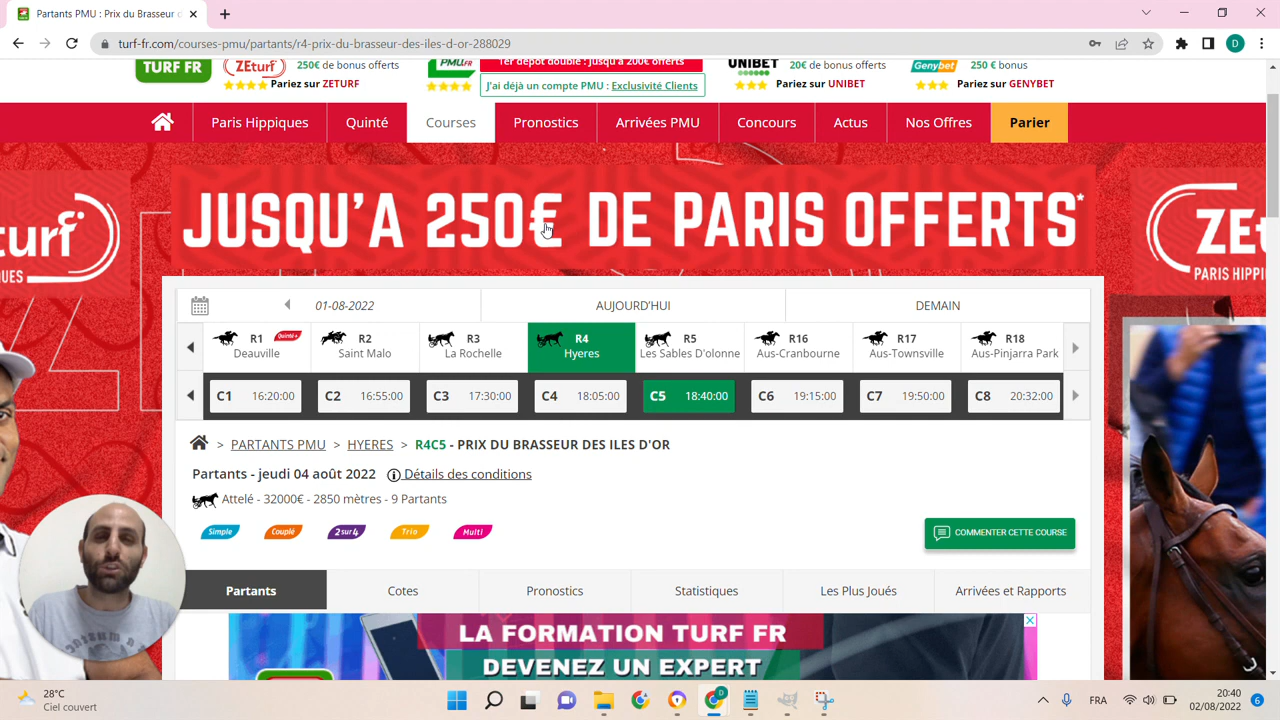 Partants PMU : Prix du Brasseur d
turf-fr.com/courses-pmu/partants/r4-prix-du-brasseur-des-iles-d-or-288029
D
TURF FR
ZEturf
250€ de bonus offerts
Pariez sur ZETURF
PMU.FR
1er dépôt doublé : jusqu'à 200€ offerts
J'ai déjà un compte PMU : Exclusivité Clients
UNIBET
20€ de bonus offerts
Pariez sur UNIBET
Genybet
250 € bonus
Pariez sur GENYBET
Paris Hippiques
Quinté
Courses
Pronostics
Arrivées PMU
Concours
Actus
Nos Offres
Parier
JUSQU'A 250€ DE PARIS OFFERTS*
Zeturf
ZE
PARIS HIPPI
01-08-2022
AUJOURD'HUI
DEMAIN
R1
Quinté+
Deauville
R2
Saint Malo
R3
La Rochelle
R4
Hyeres
R5
Les Sables D'olonne
R16
Aus-Cranbourne
R17
Aus-Townsville
R18
Aus-Pinjarra Park
C1 16:20:00
C2 16:55:00
C3 17:30:00
C4 18:05:00
C5 18:40:00
C6 19:15:00
C7 19:50:00
C8 20:32:00
> PARTANTS PMU > HYERES > R4C5 - PRIX DU BRASSEUR DES ILES D'OR
Partants - jeudi 04 août 2022 Détails des conditions
Attelé - 32000€ - 2850 mètres - 9 Partants
Simple
Couplé
2sur4
Trio
Multi
COMMENTER CETTE COURSE
Partants
Cotes
Pronostics
Statistiques
Les Plus Joués
Arrivées et Rapports
LA FORMATION TURF FR
DEVENEZ UN EXPERT
28°C
Ciel couvert
FRA
20:40
02/08/2022
6